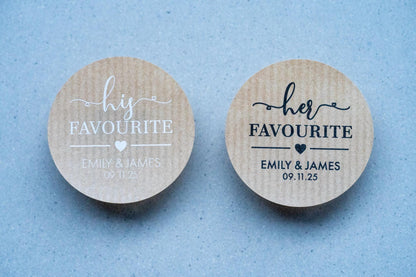 his
FAVOURITE
EMILY & JAMES
09.11.25
her
FAVOURITE
EMILY & JAMES
09.11.25